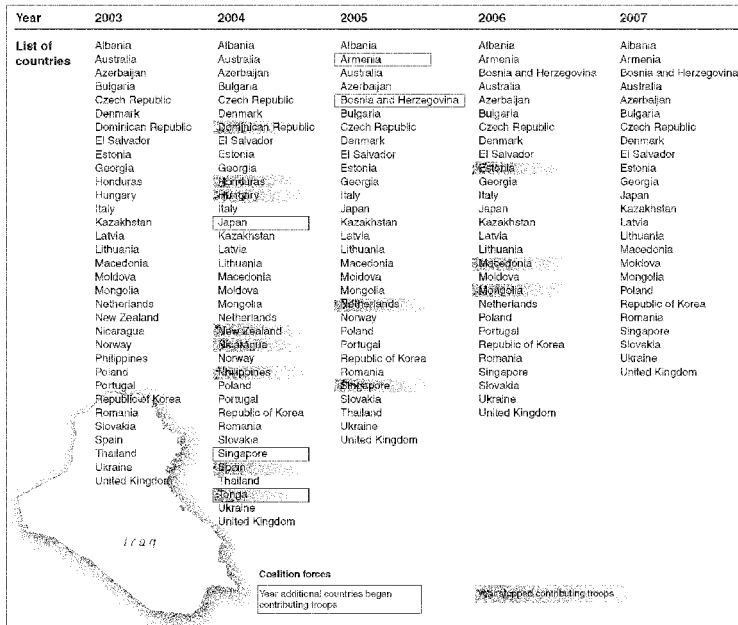 Year 2003 2004 2005 2006 2007
List of
countries
Albania
Australia
Azerbaijan
Bulgaria
Czech Republic
Denmark
Dominican Republic
El Salvador
Estonia
Georgia
Honduras
Hungary
Italy
Kazakhstan
Latvia
Lithuania
Macedonia
Moldova
Mongolia
Netherlands
New Zealand
Nicaragua
Norway
Philippines
Poland
Portugal
Republic of Korea
Romania
Slovakia
Spain
Thailand
Ukraine
United Kingdom
Albania
Australia
Azerbaijan
Bulgaria
Czech Republic
Denmark
Dominican Republic
El Salvador
Estonia
Georgia
Honduras
Hungary
Italy
Japan
Kazakhstan
Latvia
Lithuania
Macedonia
Moldova
Mongolia
Netherlands
New Zealand
Nicaragua
Norway
Philippines
Poland
Portugal
Republic of Korea
Romania
Slovakia
Singapore
Spain
Thailand
Tonga
Ukraine
United Kingdom
Albania
Armenia
Australia
Azerbaijan
Bosnia and Herzegovina
Bulgaria
Czech Republic
Denmark
El Salvador
Estonia
Georgia
Italy
Japan
Kazakhstan
Latvia
Lithuania
Macedonia
Moldova
Mongolia
Netherlands
Norway
Poland
Portugal
Republic of Korea
Romania
Singapore
Slovakia
Thailand
Ukraine
United Kingdom
Albania
Armenia
Bosnia and Herzegovina
Australia
Azerbaijan
Bulgaria
Czech Republic
Denmark
El Salvador
Estonia
Georgia
Italy
Japan
Kazakhstan
Latvia
Lithuania
Macedonia
Moldova
Mongolia
Netherlands
Poland
Portugal
Republic of Korea
Romania
Singapore
Slovakia
Ukraine
United Kingdom
Albania
Armenia
Bosnia and Herzegovina
Australia
Azerbaijan
Bulgaria
Czech Republic
Denmark
El Salvador
Estonia
Georgia
Japan
Kazakhstan
Latvia
Lithuania
Macedonia
Moldova
Mongolia
Poland
Republic of Korea
Romania
Singapore
Slovakia
Ukraine
United Kingdom
Iraq
Coalition forces
Year additional countries began
contributing troops
Year stopped contributing troops